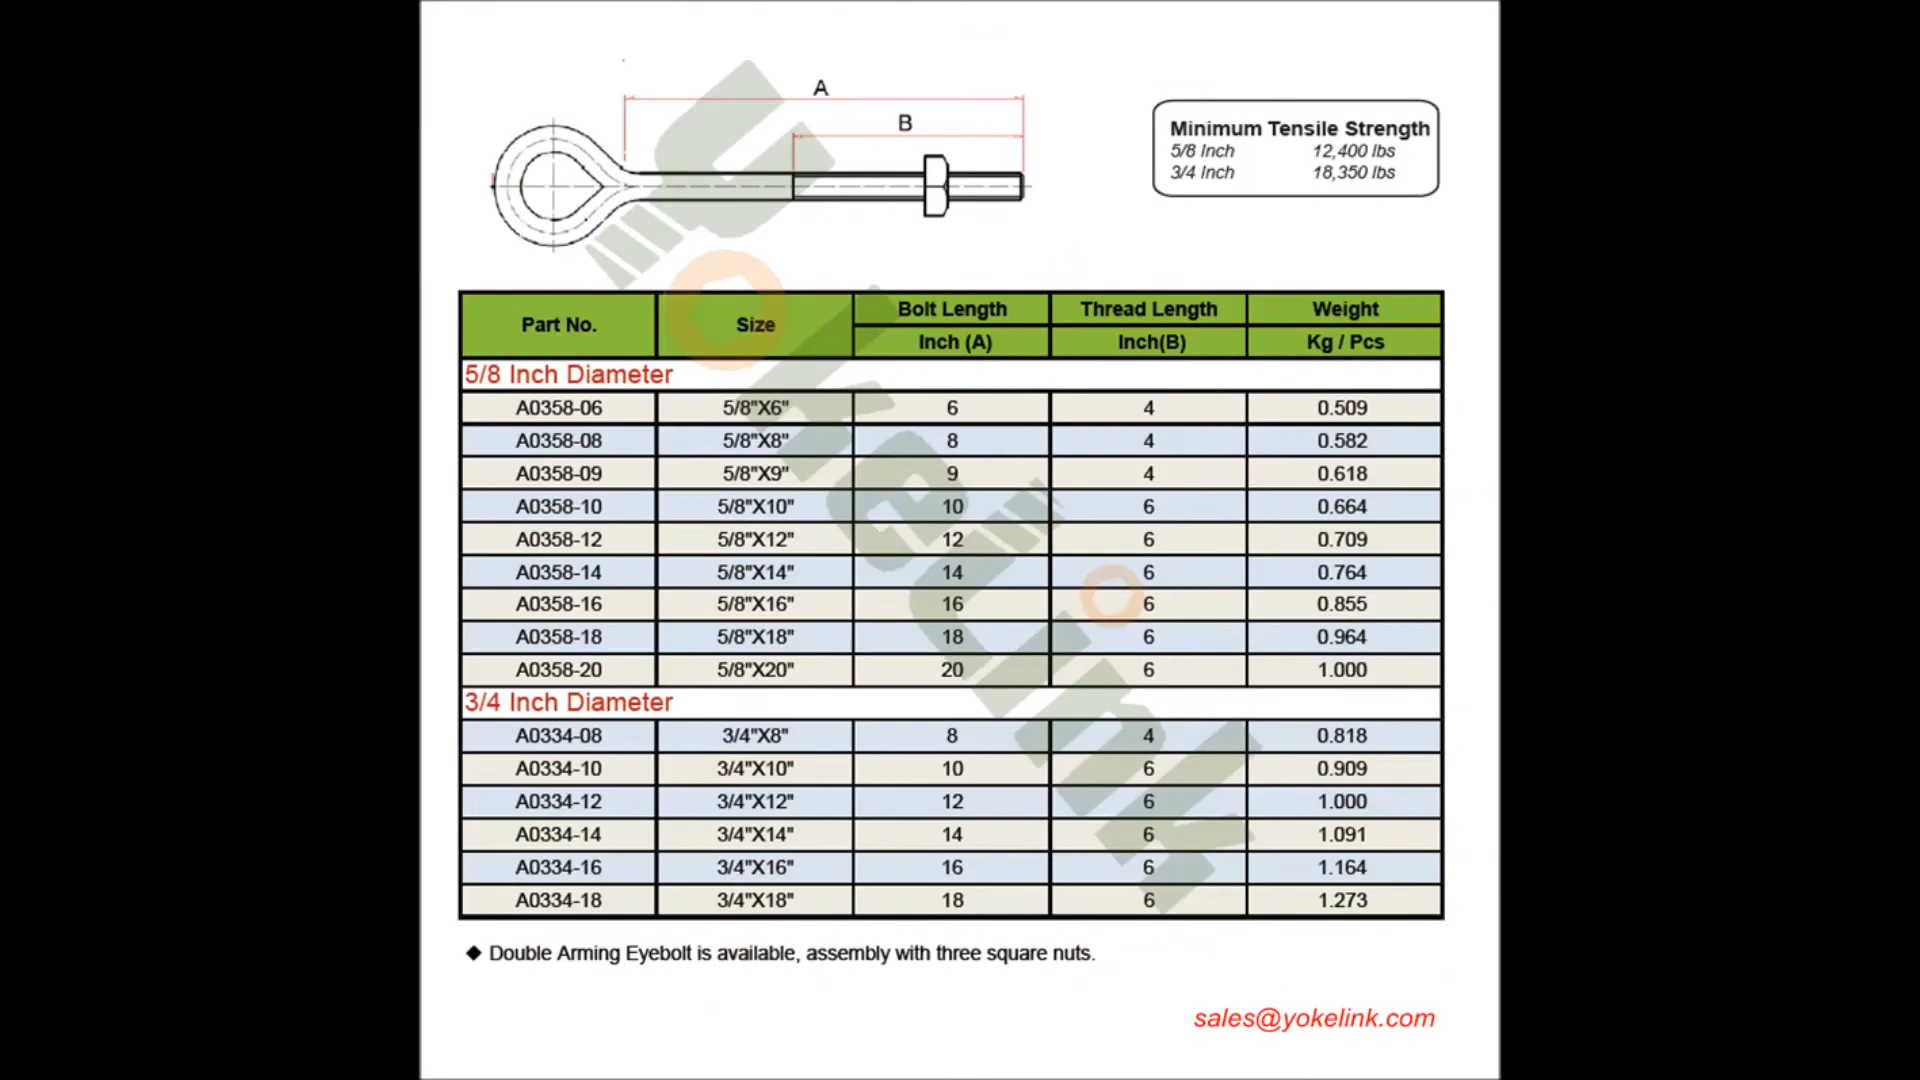 A
B
Minimum Tensile Strength
5/8 Inch 12,400 lbs
3/4 Inch 18,350 lbs
Part No. Size Bolt Length Thread Length Weight
Inch (A) Inch(B) Kg / Pcs
5/8 Inch Diameter
A0358-06 5/8"X6" 6 4 0.509
A0358-08 5/8"X8" 8 4 0.582
A0358-09 5/8"X9" 9 4 0.618
A0358-10 5/8"X10" 10 6 0.664
A0358-12 5/8"X12" 12 6 0.709
A0358-14 5/8"X14" 14 6 0.764
A0358-16 5/8"X16" 16 6 0.855
A0358-18 5/8"X18" 18 6 0.964
A0358-20 5/8"X20" 20 6 1.000
3/4 Inch Diameter
A0334-08 3/4"X8" 8 4 0.818
A0334-10 3/4"X10" 10 6 0.909
A0334-12 3/4"X12" 12 6 1.000
A0334-14 3/4"X14" 14 6 1.091
A0334-16 3/4"X16" 16 6 1.164
A0334-18 3/4"X18" 18 6 1.273
◆ Double Arming Eyebolt is available, assembly with three square nuts.
sales@yokelink.com
YokeLink